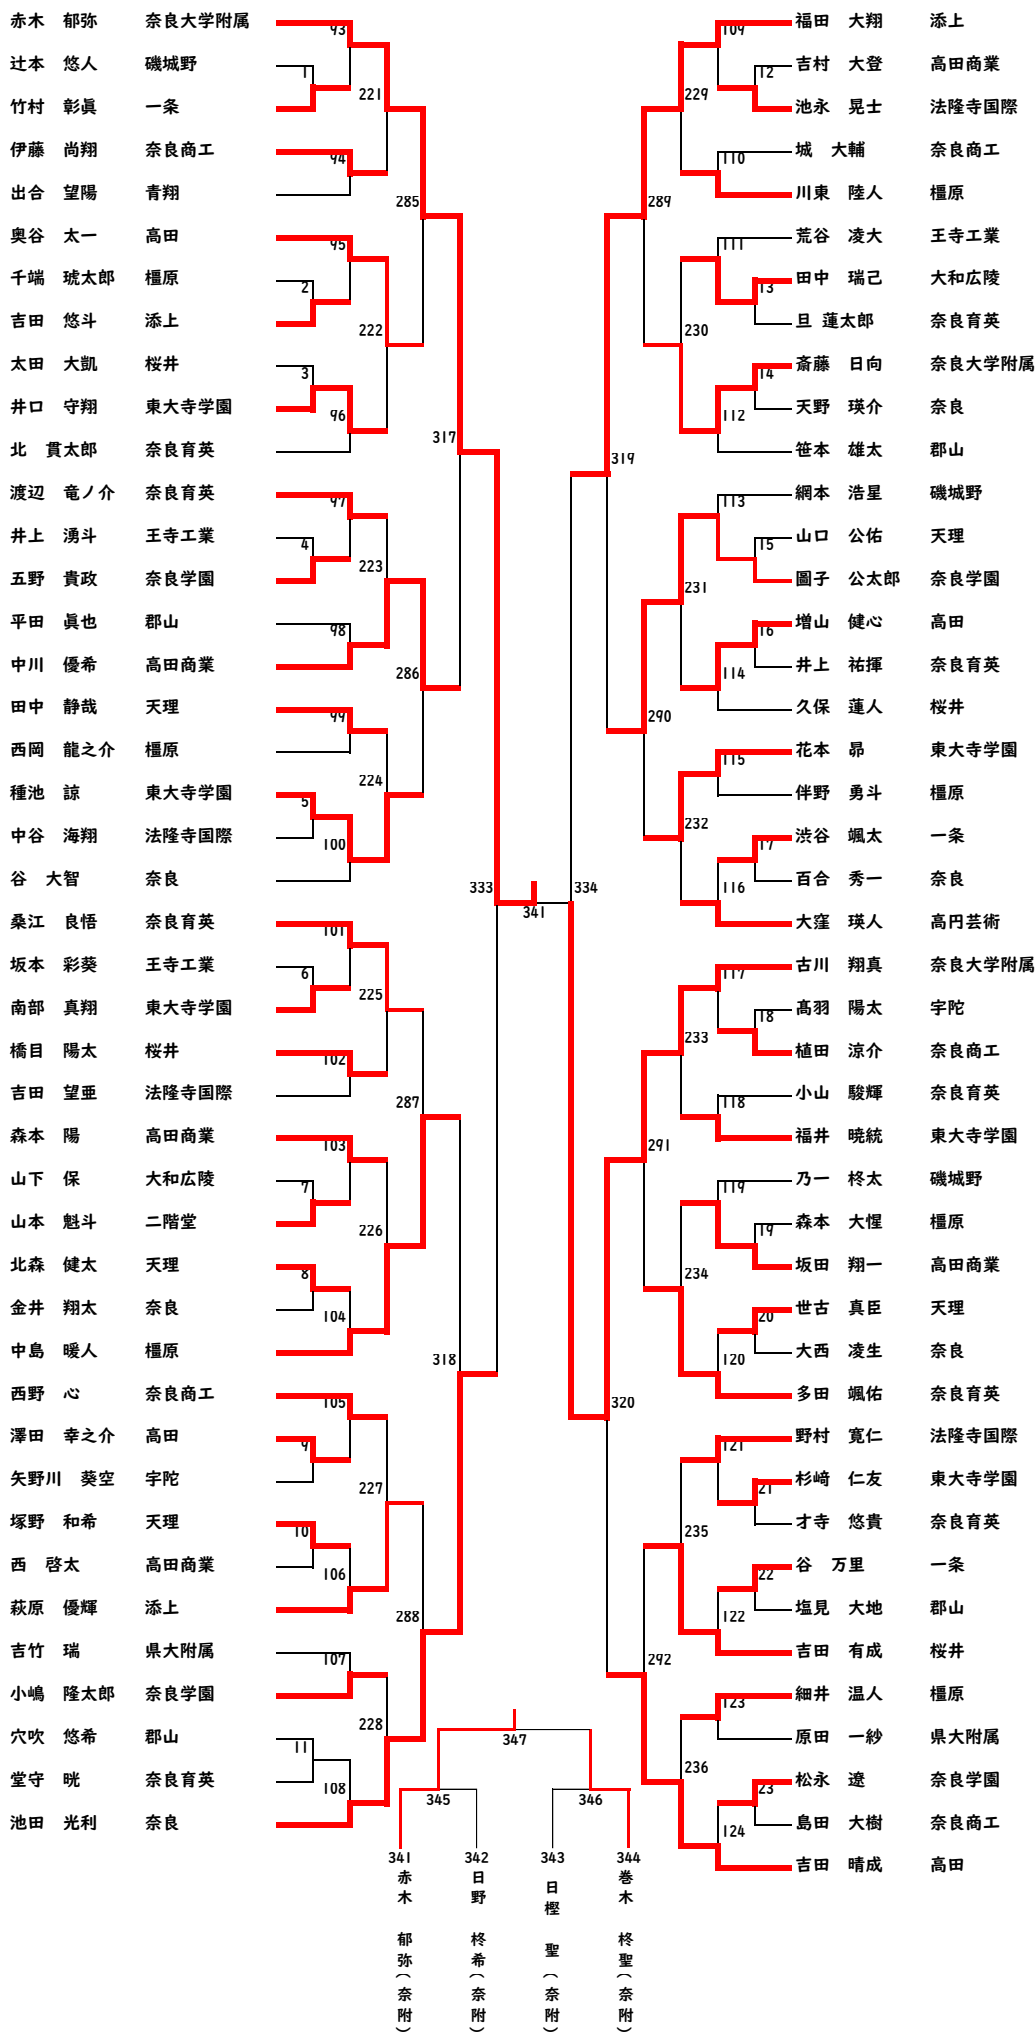 赤木 郁弥 奈良大学附属
辻本 悠人 磯城野
竹村 彰眞 一条
伊藤 尚翔 奈良商工
出合 望陽 青翔
奥谷 太一 高田
千端 琥太郎 橿原
吉田 悠斗 添上
太田 大凱 桜井
井口 守翔 東大寺学園
北 貫太郎 奈良育英
渡辺 竜ノ介 奈良育英
井上 湧斗 王寺工業
五野 貴政 奈良学園
平田 眞也 郡山
中川 優希 高田商業
田中 静哉 天理
西岡 龍之介 橿原
種池 諒 東大寺学園
中谷 海翔 法隆寺国際
谷 大智 奈良
桑江 良悟 奈良育英
坂本 彩葵 王寺工業
南部 真翔 東大寺学園
橋目 陽太 桜井
吉田 望亜 法隆寺国際
森本 陽 高田商業
山下 保 大和広陵
山本 魁斗 二階堂
北森 健太 天理
金井 翔太 奈良
中島 暖人 橿原
西野 心 奈良商工
澤田 幸之介 高田
矢野川 葵空 宇陀
塚野 和希 天理
西 啓太 高田商業
萩原 優輝 添上
吉竹 瑞 県大附属
小嶋 隆太郎 奈良学園
穴吹 悠希 郡山
堂守 晄 奈良育英
池田 光利 奈良
93
1
94
95
2
3
96
97
4
98
99
5
100
101
6
102
103
7
8
104
105
9
10
106
107
11
108
221
222
223
224
225
226
227
228
285
286
287
288
317
318
333
341
334
319
320
289
290
291
292
229
230
231
232
233
234
235
236
109
12
110
111
13
14
112
113
15
16
114
115
17
116
117
18
118
119
19
20
120
121
21
22
122
123
23
124
福田 大翔 添上
吉村 大登 高田商業
池永 晃士 法隆寺国際
城 大輔 奈良商工
川東 陸人 橿原
荒谷 凌大 王寺工業
田中 瑞己 大和広陵
旦 蓮太郎 奈良育英
斎藤 日向 奈良大学附属
天野 瑛介 奈良
笹本 雄太 郡山
網本 浩星 磯城野
山口 公佑 天理
圖子 公太郎 奈良学園
増山 健心 高田
井上 祐揮 奈良育英
久保 蓮人 桜井
花本 昴 東大寺学園
伴野 勇斗 橿原
渋谷 颯太 一条
百合 秀一 奈良
大窪 瑛人 高円芸術
古川 翔真 奈良大学附属
髙羽 陽太 宇陀
植田 涼介 奈良商工
小山 駿輝 奈良育英
福井 暁統 東大寺学園
乃一 柊太 磯城野
森本 大惺 橿原
坂田 翔一 高田商業
世古 真臣 天理
大西 凌生 奈良
多田 颯佑 奈良育英
野村 寛仁 法隆寺国際
杉﨑 仁友 東大寺学園
才寺 悠貴 奈良育英
谷 万里 一条
塩見 大地 郡山
吉田 有成 桜井
細井 温人 橿原
原田 一紗 県大附属
松永 遼 奈良学園
島田 大樹 奈良商工
吉田 晴成 高田
347
345
346
341
342
343
344
赤木 郁弥(奈附)
日野 柊希(奈附)
日樫 聖(奈附)
巻木 柊聖(奈附)